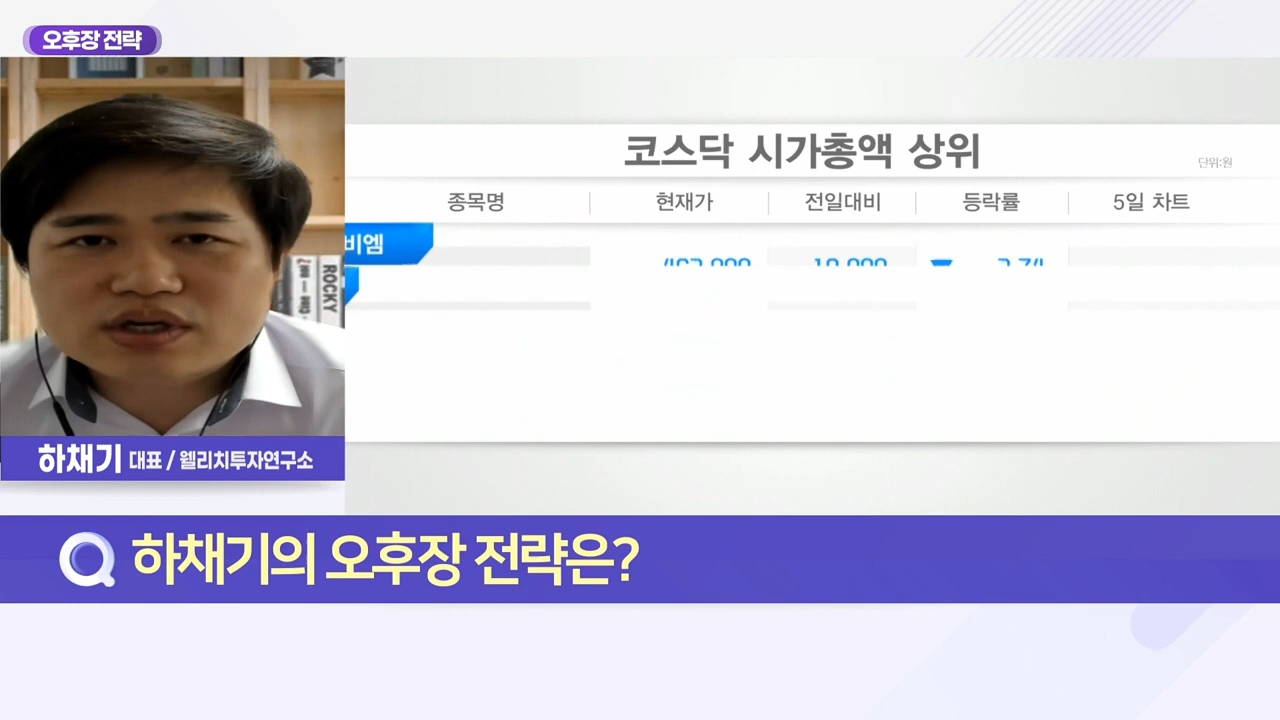 오후장 전략
코스닥 시가총액 상위
단위:원
종목명 현재가 전일대비 등락률 5일 차트
비엠
ROCKY
하채기 대표 / 웰리치투자연구소
하채기의 오후장 전략은?